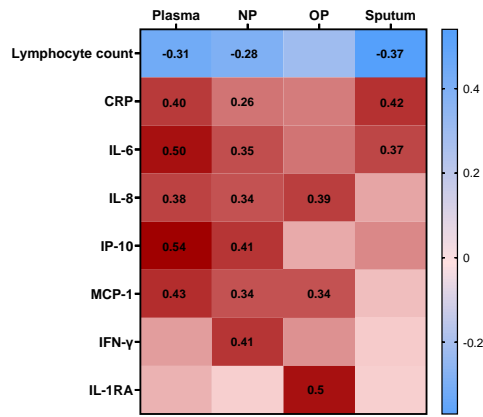 Plasma NP OP Sputum
Lymphocyte count -0.31 -0.28 -0.37
CRP 0.40 0.26 0.42
IL-6 0.50 0.35 0.37
IL-8 0.38 0.34 0.39
IP-10 0.54 0.41
MCP-1 0.43 0.34 0.34
IFN-γ 0.41
IL-1RA 0.5
0.4
0.2
0
-0.2